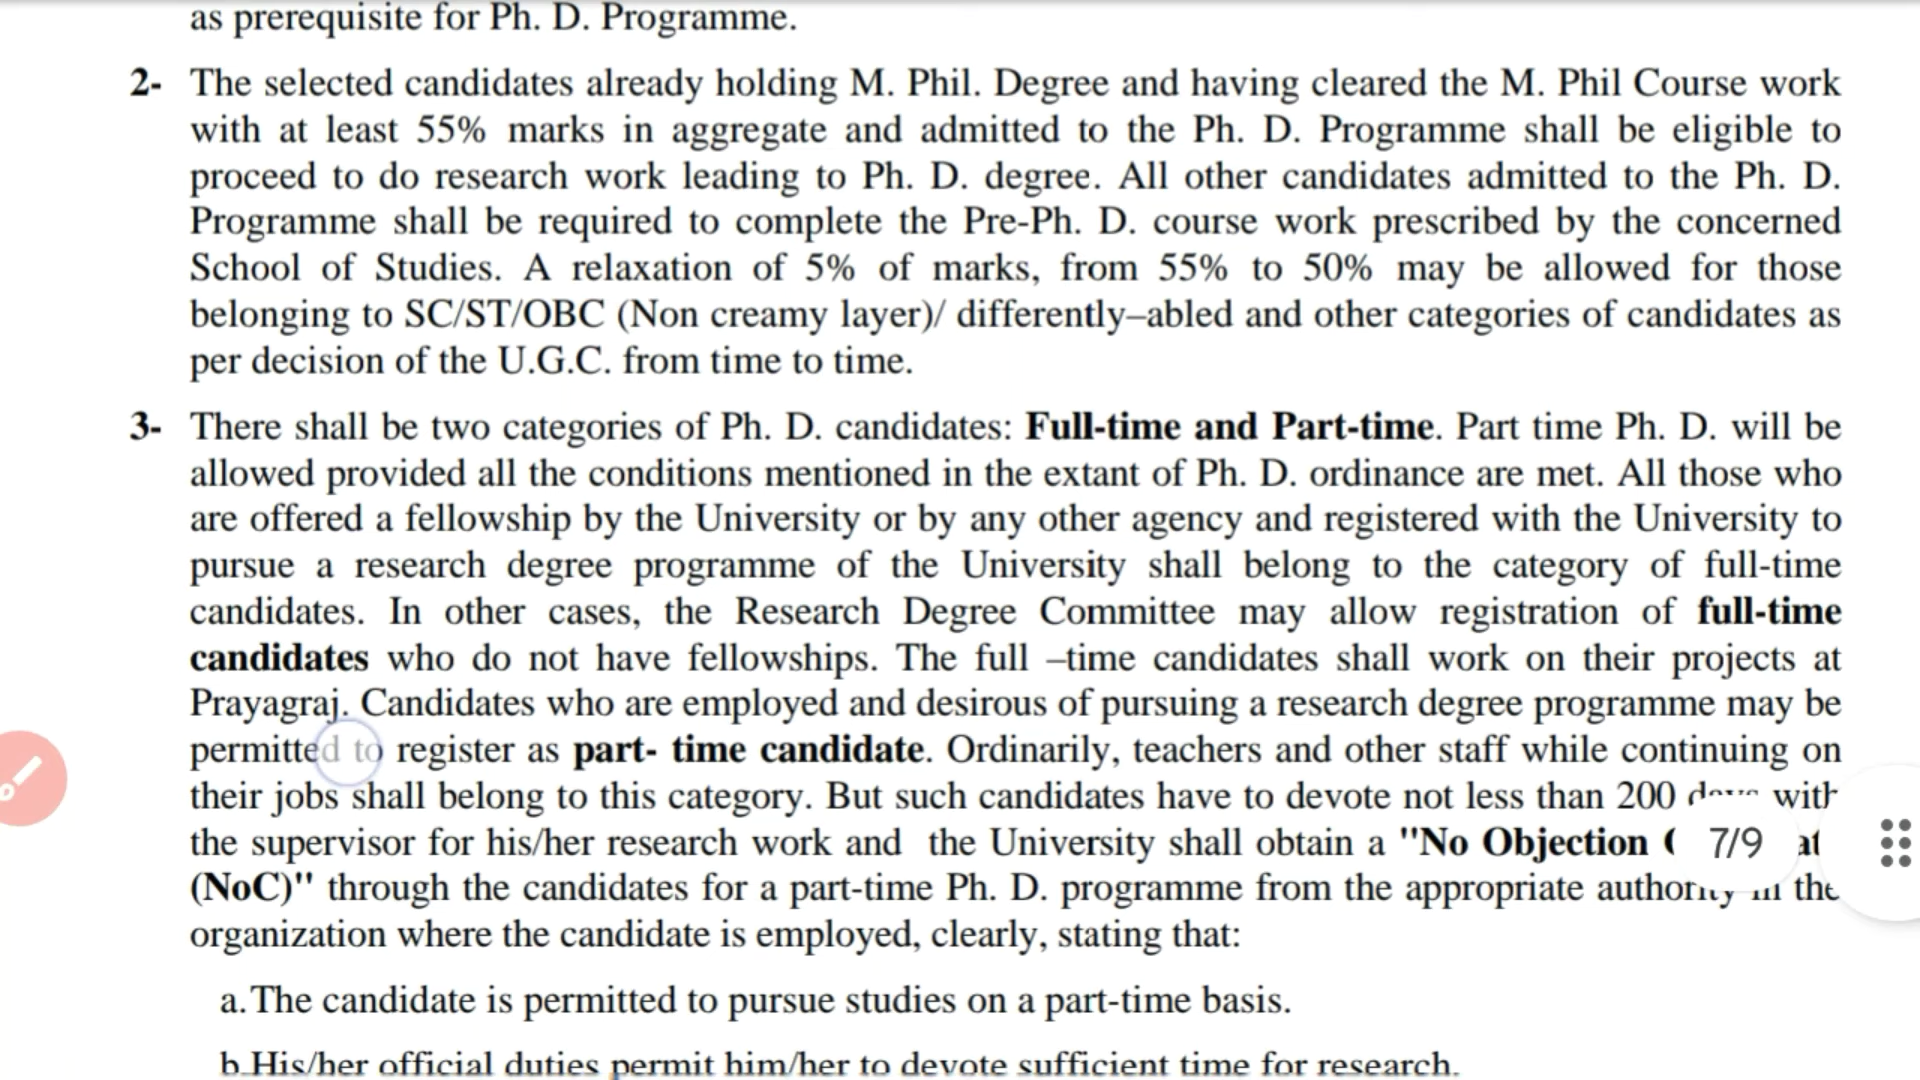 as prerequisite for Ph. D. Programme.
2- The selected candidates already holding M. Phil. Degree and having cleared the M. Phil Course work
with at least 55% marks in aggregate and admitted to the Ph. D. Programme shall be eligible to
proceed to do research work leading to Ph. D. degree. All other candidates admitted to the Ph. D.
Programme shall be required to complete the Pre-Ph. D. course work prescribed by the concerned
School of Studies. A relaxation of 5% of marks, from 55% to 50% may be allowed for those
belonging to SC/ST/OBC (Non creamy layer)/ differently–abled and other categories of candidates as
per decision of the U.G.C. from time to time.
3- There shall be two categories of Ph. D. candidates: Full-time and Part-time. Part time Ph. D. will be
allowed provided all the conditions mentioned in the extant of Ph. D. ordinance are met. All those who
are offered a fellowship by the University or by any other agency and registered with the University to
pursue a research degree programme of the University shall belong to the category of full-time
candidates. In other cases, the Research Degree Committee may allow registration of full-time
candidates who do not have fellowships. The full –time candidates shall work on their projects at
Prayagraj. Candidates who are employed and desirous of pursuing a research degree programme may be
permitted to register as part- time candidate. Ordinarily, teachers and other staff while continuing on
their jobs shall belong to this category. But such candidates have to devote not less than 200 with
the supervisor for his/her research work and the University shall obtain a "No Objection
7/9
(NoC)" through the candidates for a part-time Ph. D. programme from the appropriate authority in the
organization where the candidate is employed, clearly, stating that:
a. The candidate is permitted to pursue studies on a part-time basis.
b. His/her official duties permit him/her to devote sufficient time for research.